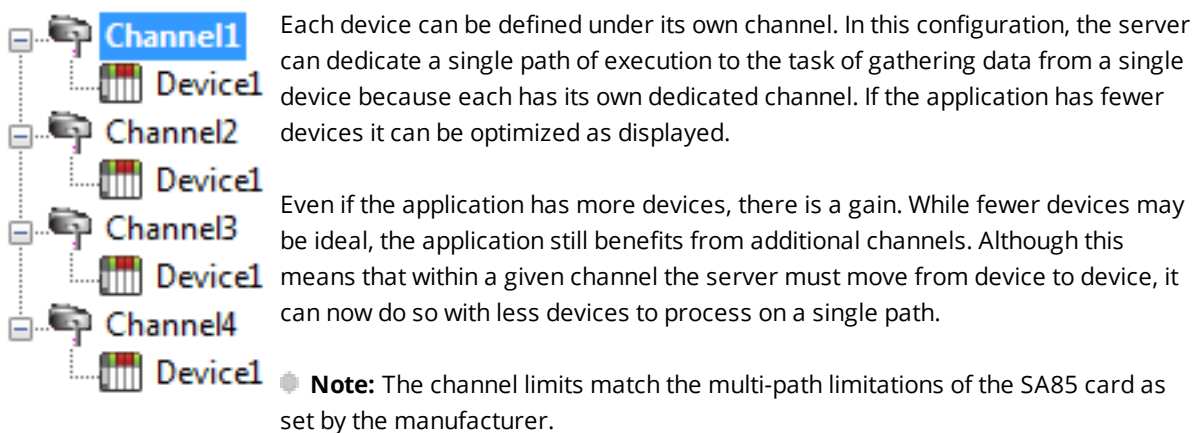 Channel1
Device1
Channel2
Device1
Channel3
Device1
Channel4
Device1
Each device can be defined under its own channel. In this configuration, the server
can dedicate a single path of execution to the task of gathering data from a single
device because each has its own dedicated channel. If the application has fewer
devices it can be optimized as displayed.
Even if the application has more devices, there is a gain. While fewer devices may
be ideal, the application still benefits from additional channels. Although this
means that within a given channel the server must move from device to device, it
can now do so with less devices to process on a single path.
Note: The channel limits match the multi-path limitations of the SA85 card as
set by the manufacturer.